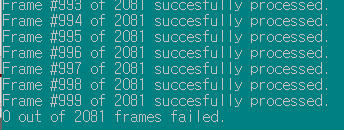 Frame #993 of 2081 succesfully processed.
Frame #994 of 2081 succesfully processed.
Frame #995 of 2081 succesfully processed.
Frame #996 of 2081 succesfully processed.
Frame #997 of 2081 succesfully processed.
Frame #998 of 2081 succesfully processed.
Frame #999 of 2081 succesfully processed.
0 out of 2081 frames failed.